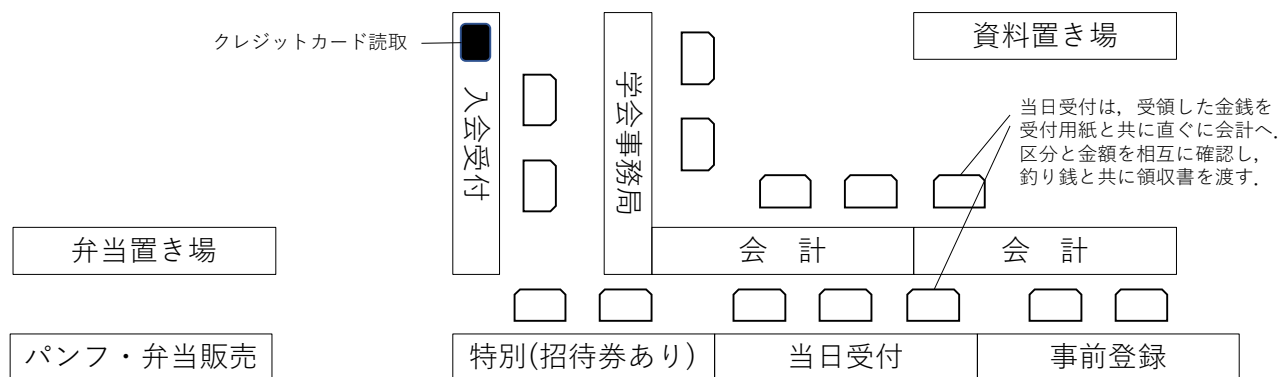 クレジットカード読取
入会受付
学会事務局
資料置き場
当日受付は，受領した金銭を
受付用紙と共に直ぐに会計へ．
区分と金額を相互に確認し，
釣り銭と共に領収書を渡す．
弁当置き場
会　計
会　計
パンフ・弁当販売
特別(招待券あり)
当日受付
事前登録